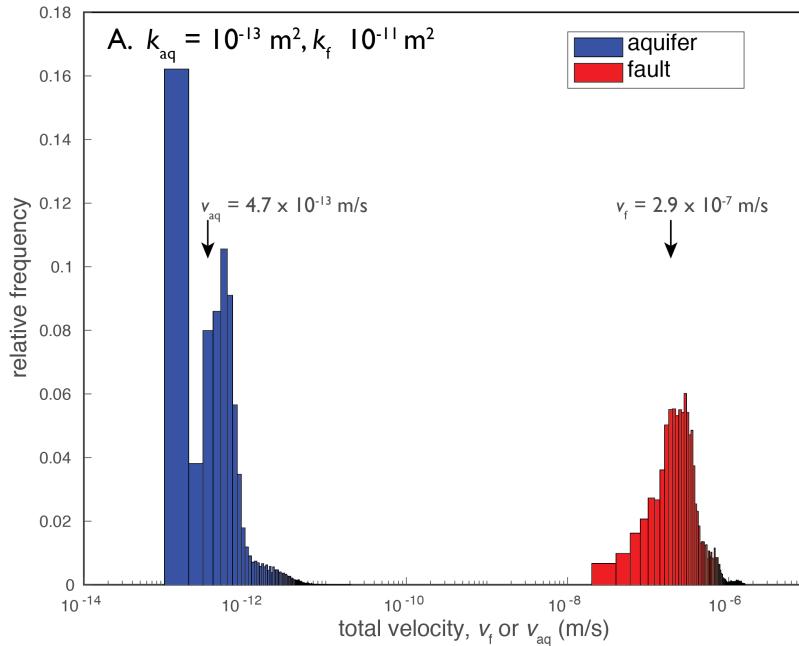 A. kaq = 10-13 m2, kf 10-11 m2
aquifer
fault
vaq = 4.7 x 10-13 m/s
vf = 2.9 x 10-7 m/s
relative frequency
0.18
0.16
0.14
0.12
0.1
0.08
0.06
0.04
0.02
0
10-14
10-12
10-10
10-8
10-6
total velocity, vf or vaq (m/s)